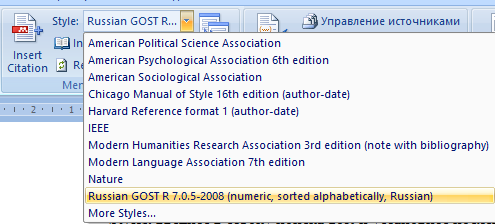 Style: Russian GOST R...
Управление источниками
Insert
Citation
In
Re
Me
2 1
American Political Science Association
American Psychological Association 6th edition
American Sociological Association
Chicago Manual of Style 16th edition (author-date)
Harvard Reference format 1 (author-date)
IEEE
Modern Humanities Research Association 3rd edition (note with bibliography)
Modern Language Association 7th edition
Nature
Russian GOST R 7.0.5-2008 (numeric, sorted alphabetically, Russian)
More Styles...